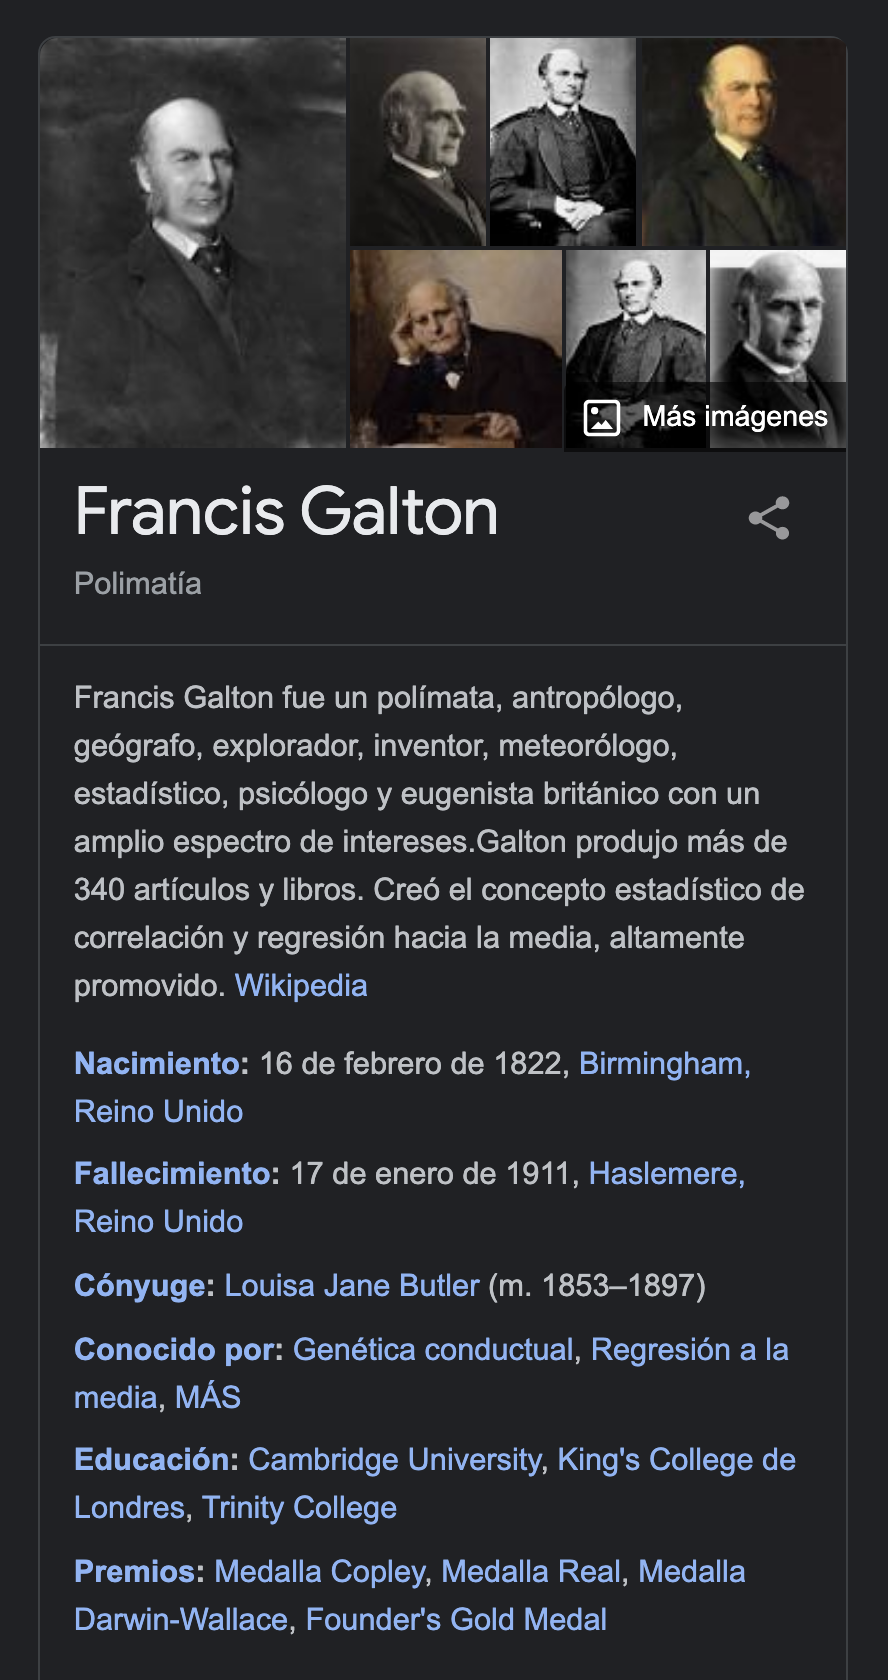 Más imágenes
Francis Galton
Polimatía
Francis Galton fue un polímata, antropólogo,
geógrafo, explorador, inventor, meteorólogo,
estadístico, psicólogo y eugenista británico con un
amplio espectro de intereses.Galton produjo más de
340 artículos y libros. Creó el concepto estadístico de
correlación y regresión hacia la media, altamente
promovido. Wikipedia
Nacimiento: 16 de febrero de 1822, Birmingham,
Reino Unido
Fallecimiento: 17 de enero de 1911, Haslemere,
Reino Unido
Cónyuge: Louisa Jane Butler (m. 1853–1897)
Conocido por: Genética conductual, Regresión a la
media, MÁS
Educación: Cambridge University, King's College de
Londres, Trinity College
Premios: Medalla Copley, Medalla Real, Medalla
Darwin-Wallace, Founder's Gold Medal